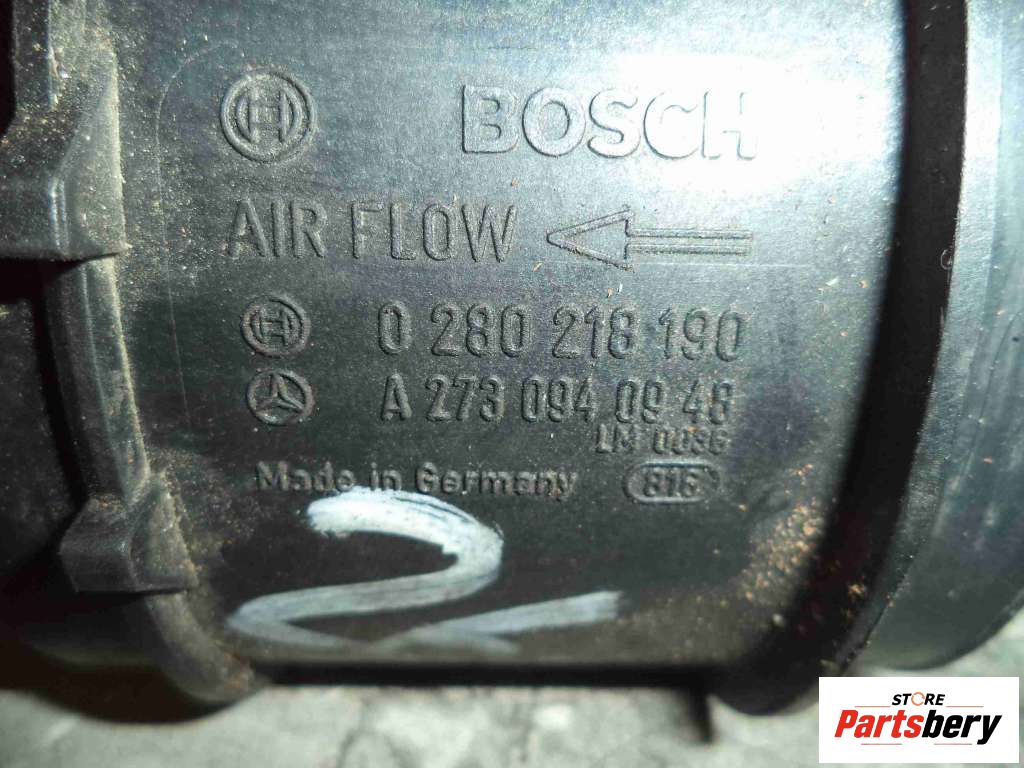 BOSCH
AIR FLOW
0 280 218 190
A 273 094 09 48
LM 0036
Made in Germany 816
2
STORE
Partsbery